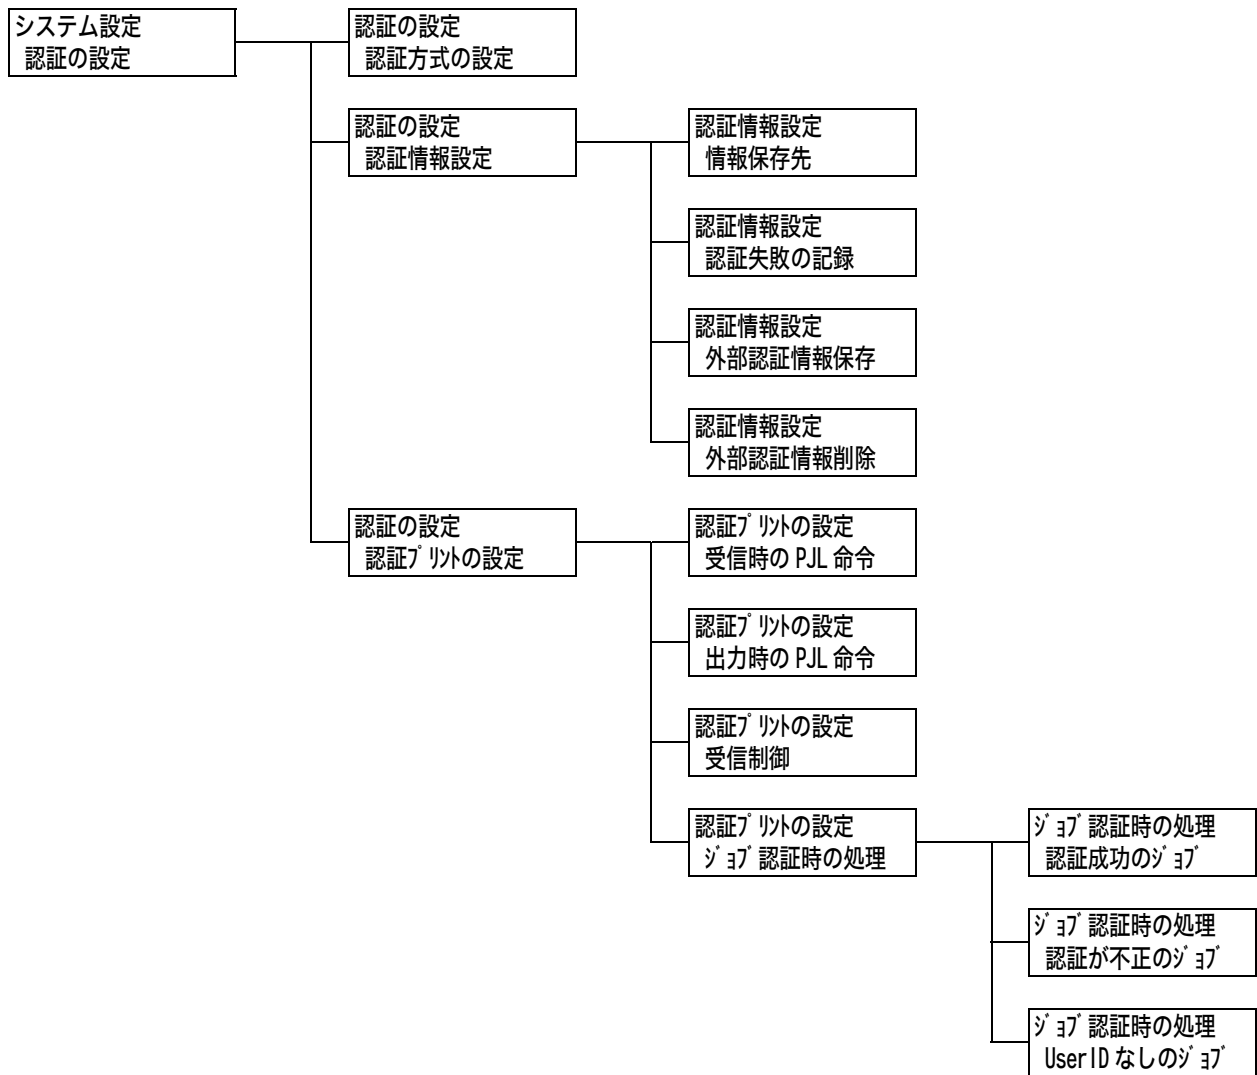 システム設定
認証の設定
認証の設定
認証方式の設定
認証の設定
認証情報設定
認証情報設定
情報保存先
認証情報設定
認証失敗の記録
認証情報設定
外部認証情報保存
認証情報設定
外部認証情報削除
認証の設定
認証ﾌﾟﾘﾝﾄの設定
認証ﾌﾟﾘﾝﾄの設定
受信時の PJL 命令
認証ﾌﾟﾘﾝﾄの設定
出力時の PJL 命令
認証ﾌﾟﾘﾝﾄの設定
受信制御
認証ﾌﾟﾘﾝﾄの設定
ｼﾞｮﾌﾞ認証時の処理
ｼﾞｮﾌﾞ認証時の処理
認証成功のｼﾞｮﾌﾞ
ｼﾞｮﾌﾞ認証時の処理
認証が不正のｼﾞｮﾌﾞ
ｼﾞｮﾌﾞ認証時の処理
UserID なしのｼﾞｮﾌﾞ